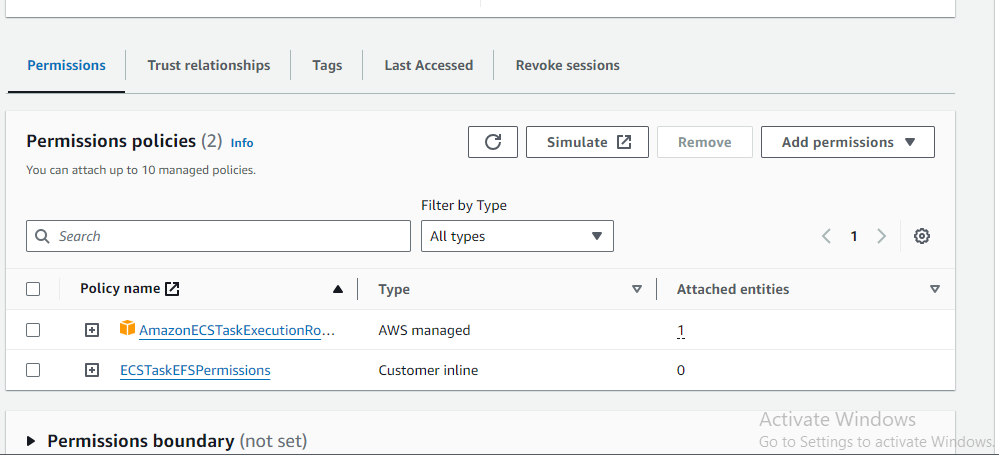 Permissions Trust relationships Tags Last Accessed Revoke sessions
Permissions policies (2) Info
Simulate Remove Add permissions
You can attach up to 10 managed policies.
Filter by Type
Search All types 1
Policy name Type Attached entities
AmazonECSTaskExecutionRo... AWS managed 1
ECSTaskEFSPermissions Customer inline 0
Permissions boundary (not set)
Activate Windows
Go to Settings to activate Windows.